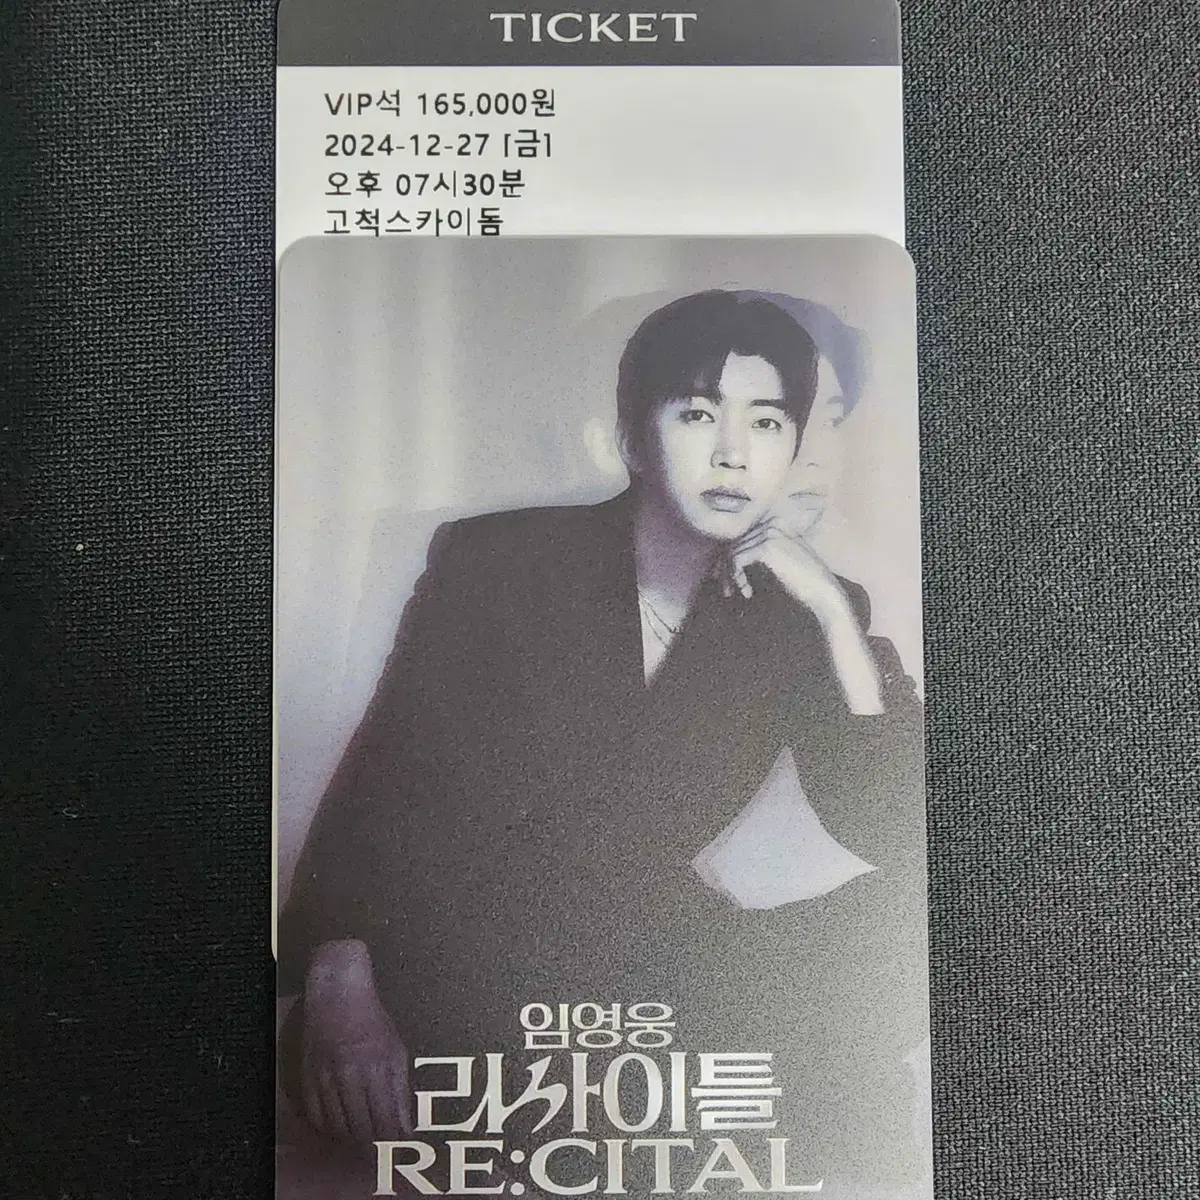 TICKET
VIP석 165,000원
2024-12-27 [금]
오후 07시30분
고척스카이돔
임영웅
리사이틀
RE:CITAL